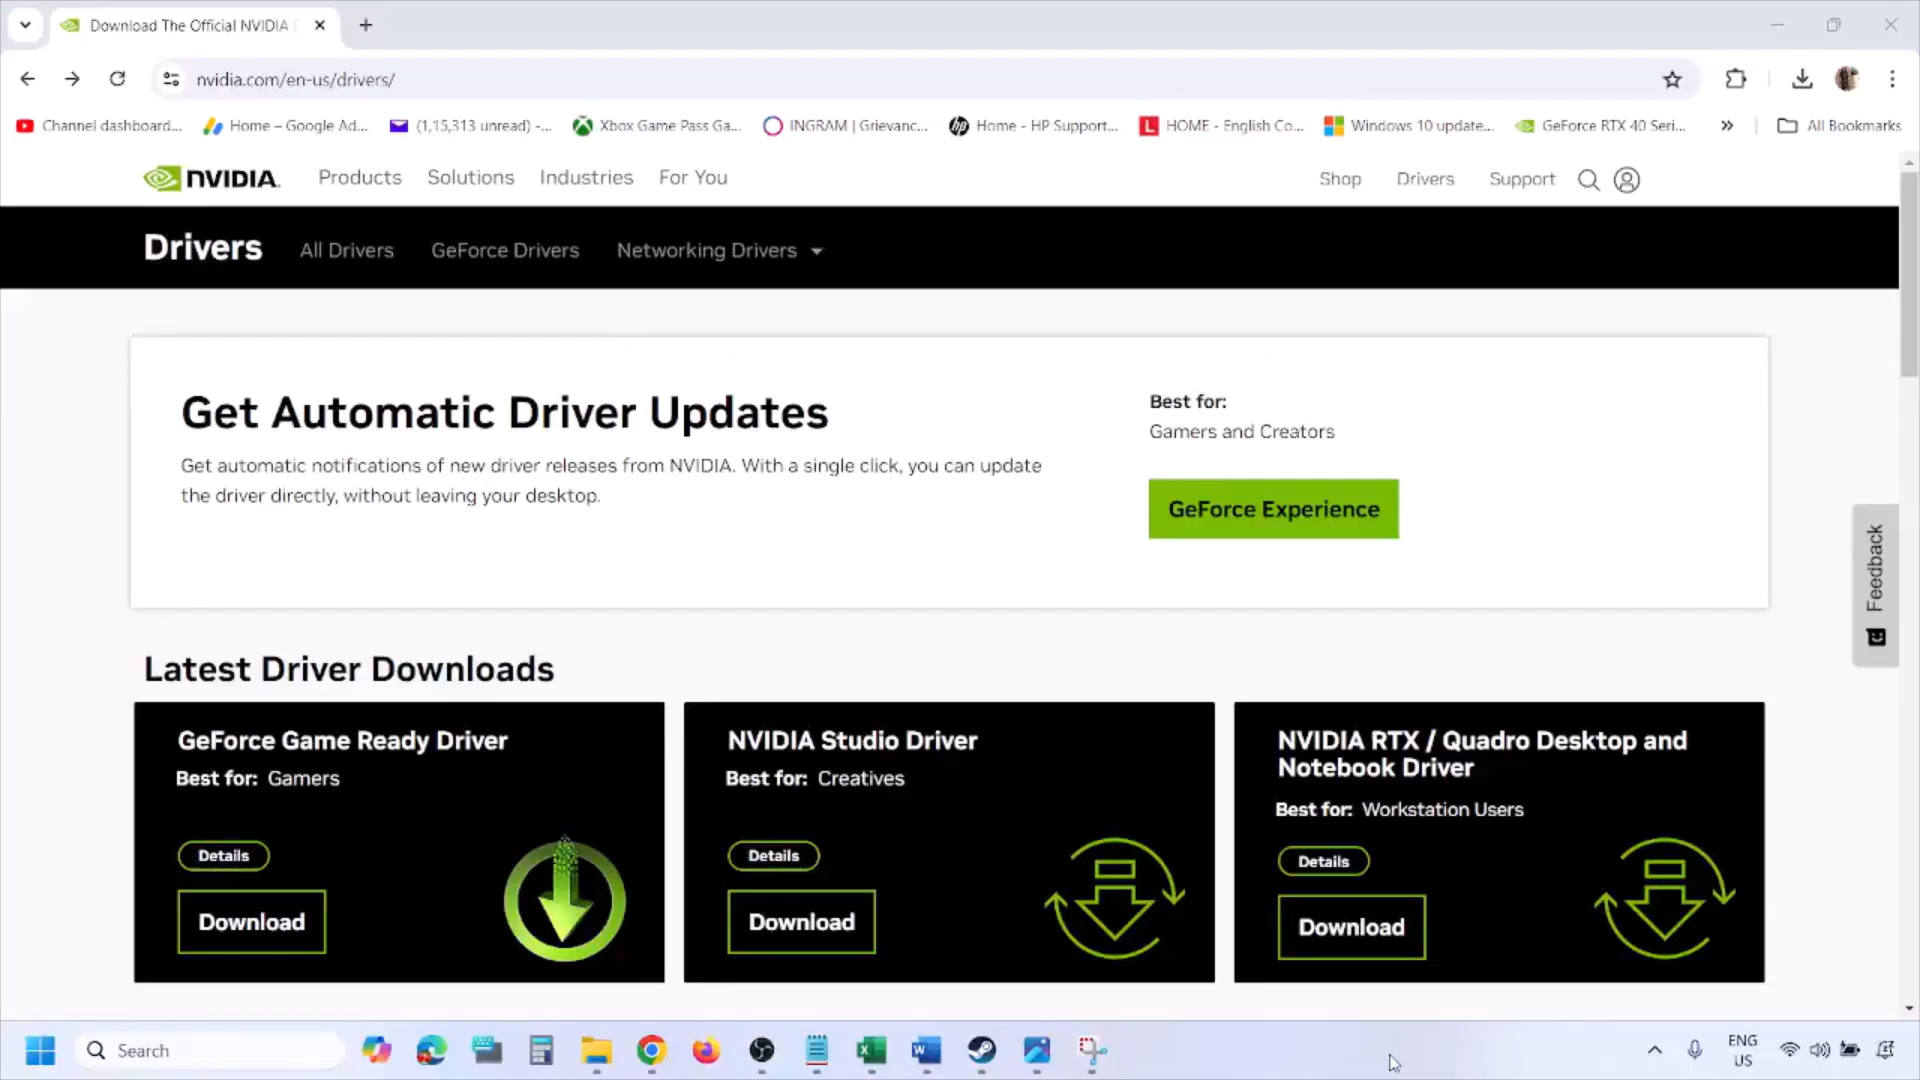 Download The Official NVIDIA
nvidia.com/en-us/drivers/
Channel dashboard...
Home – Google Ad...
(1,15,313 unread) -...
Xbox Game Pass Ga...
INGRAM | Grievanc...
Home - HP Support...
HOME - English Co...
Windows 10 update...
GeForce RTX 40 Seri...
All Bookmarks
NVIDIA.
Products
Solutions
Industries
For You
Shop
Drivers
Support
Drivers
All Drivers
GeForce Drivers
Networking Drivers
Get Automatic Driver Updates
Get automatic notifications of new driver releases from NVIDIA. With a single click, you can update
the driver directly, without leaving your desktop.
Best for:
Gamers and Creators
GeForce Experience
Feedback
Latest Driver Downloads
GeForce Game Ready Driver
Best for: Gamers
Details
Download
NVIDIA Studio Driver
Best for: Creatives
Details
Download
NVIDIA RTX / Quadro Desktop and
Notebook Driver
Best for: Workstation Users
Details
Download
Search
ENG
US